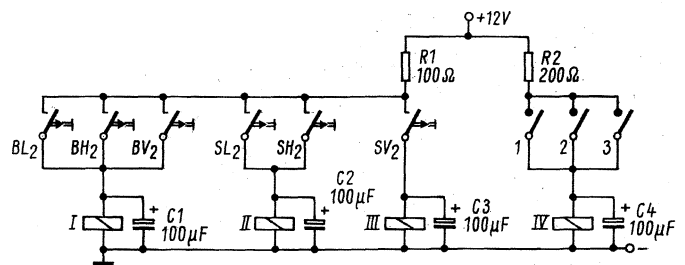 +12V
R1
100Ω
R2
200Ω
BL2 BH2 BV2 SL2 SH2 SV2 1 2 3
I + C1
100µF
II + C2
100µF
III + C3
100µF
IV + C4
100µF
−